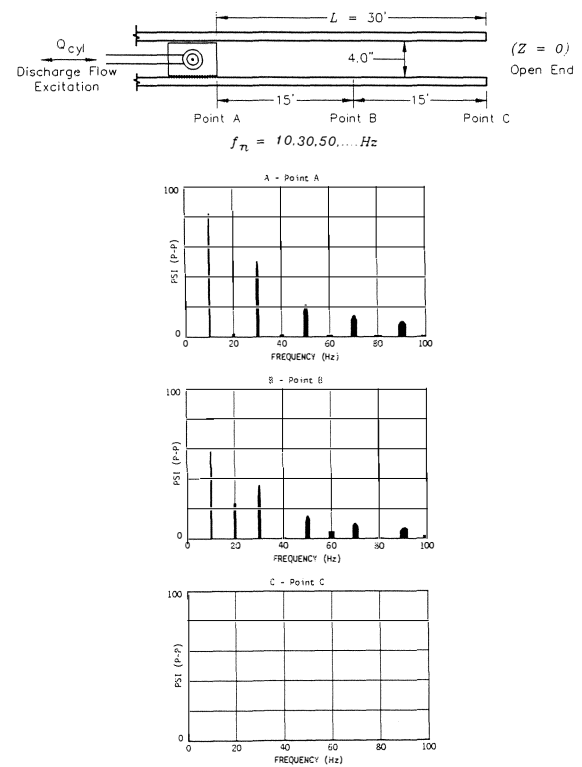 L = 30'
Q cyl
Discharge Flow
Excitation
4.0"
(Z = 0)
Open End
15'
15'
Point A
Point B
Point C
f n = 10,30,50,....Hz
A - Point A
100
PSI (P-P)
0
0 20 40 60 80 100
FREQUENCY (Hz)
B - Point B
100
PSI (P-P)
0
0 20 40 60 80 100
FREQUENCY (Hz)
C - Point C
100
PSI (P-P)
0
0 20 40 60 80 100
FREQUENCY (Hz)